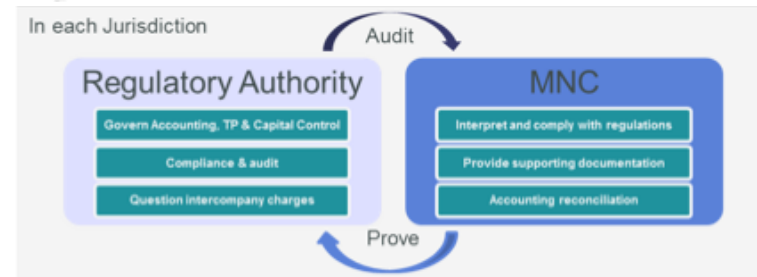 In each Jurisdiction
Audit
Regulatory Authority
Govern Accounting, TP & Capital Control
Compliance & audit
Question intercompany charges
MNC
Interpret and comply with regulations
Provide supporting documentation
Accounting reconciliation
Prove